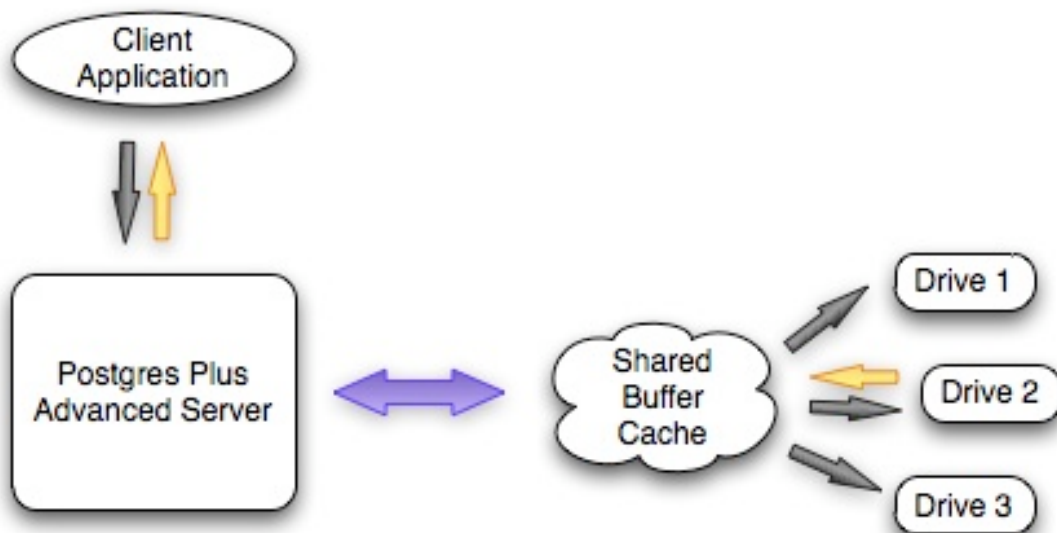 Client
Application
Postgres Plus
Advanced Server
Shared
Buffer
Cache
Drive 1
Drive 2
Drive 3